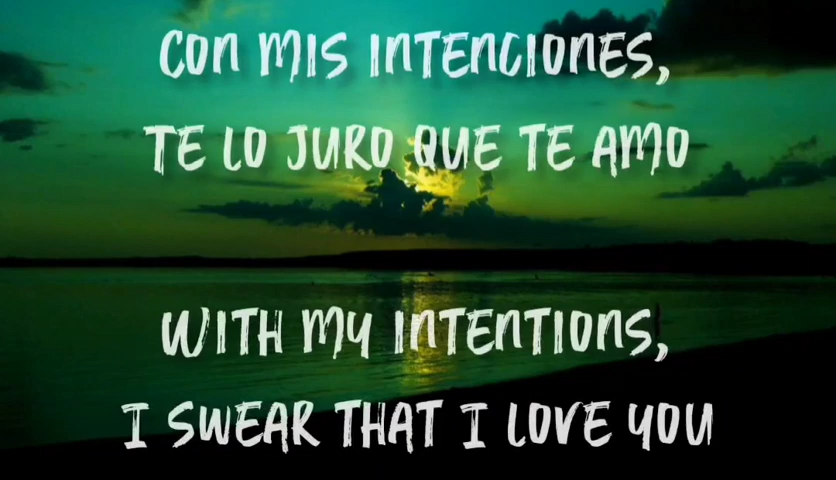 CON MIS INTENCIONES,
TE LO JURO QUE TE AMO
WITH MY INTENTIONS,
I SWEAR THAT I LOVE YOU